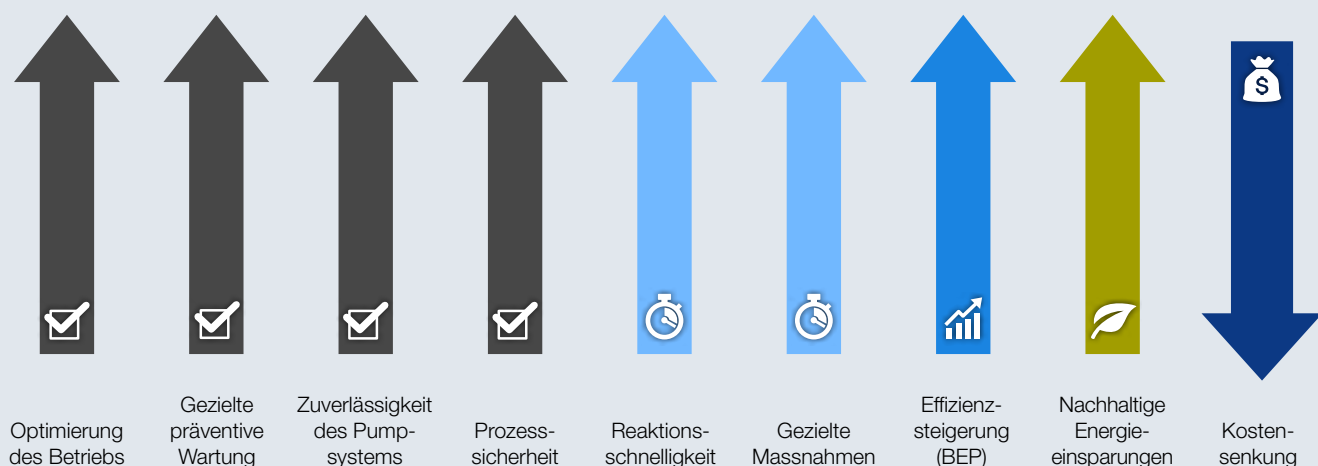 $
Optimierung
des Betriebs
Gezielte
präventive
Wartung
Zuverlässigkeit
des Pump-
systems
Prozess-
sicherheit
Reaktions-
schnelligkeit
Gezielte
Massnahmen
Effizienz-
steigerung
(BEP)
Nachhaltige
Energie-
einsparungen
Kosten-
senkung